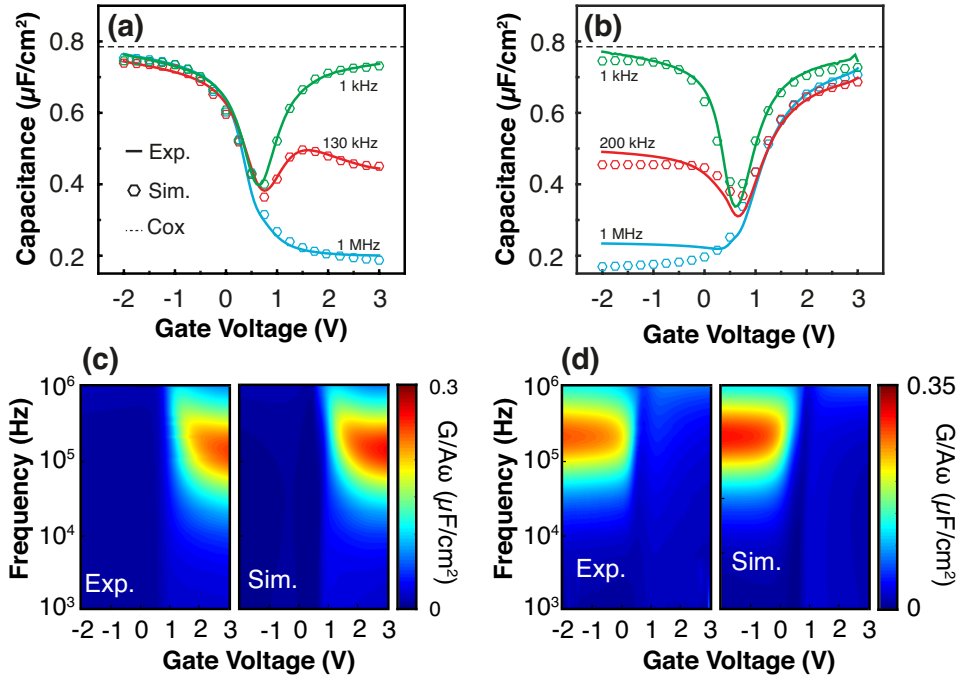 (a)
Capacitance (μF/cm²)
0.8
0.6
0.4
0.2
1 kHz
130 kHz
1 MHz
Exp.
Sim.
Cox
-2 -1 0 1 2 3
Gate Voltage (V)
(b)
Capacitance (μF/cm²)
0.8
0.6
0.4
0.2
1 kHz
200 kHz
1 MHz
-2 -1 0 1 2 3
Gate Voltage (V)
(c)
Frequency (Hz)
10⁶
10⁵
10⁴
10³
Exp.
Sim.
-2 -1 0 1 2 3
-2 -1 0 1 2 3
Gate Voltage (V)
0.3
G/Aω (μF/cm²)
0
(d)
Frequency (Hz)
10⁶
10⁵
10⁴
10³
Exp.
Sim.
-2 -1 0 1 2 3
-2 -1 0 1 2 3
Gate Voltage (V)
0.35
G/Aω (μF/cm²)
0